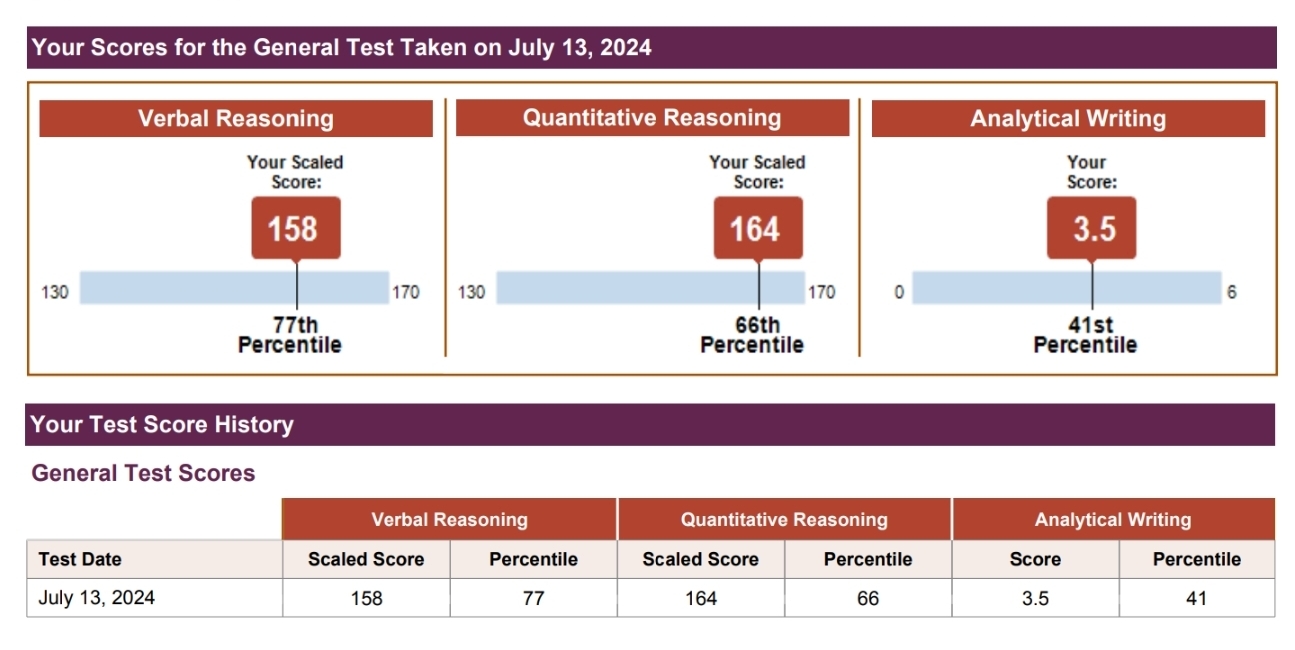 Your Scores for the General Test Taken on July 13, 2024
Verbal Reasoning
Your Scaled
Score:
158
130
170
77th
Percentile
Quantitative Reasoning
Your Scaled
Score:
164
130
170
66th
Percentile
Analytical Writing
Your
Score:
3.5
0
6
41st
Percentile
Your Test Score History
General Test Scores
Verbal Reasoning Quantitative Reasoning Analytical Writing
Test Date Scaled Score Percentile Scaled Score Percentile Score Percentile
July 13, 2024 158 77 164 66 3.5 41